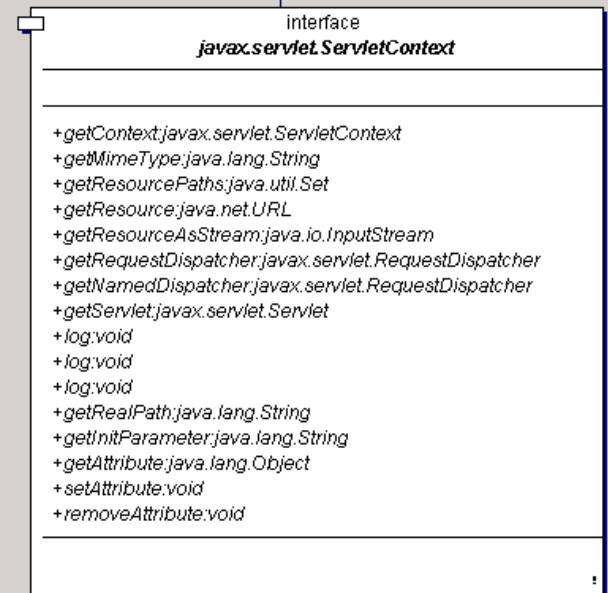 interface
javax.servlet.ServletContext
+getContext:javax.servlet.ServletContext
+getMimeType:java.lang.String
+getResourcePaths:java.util.Set
+getResource:java.net.URL
+getResourceAsStream:java.io.InputStream
+getRequestDispatcher:javax.servlet.RequestDispatcher
+getNamedDispatcher:javax.servlet.RequestDispatcher
+getServlet:javax.servlet.Servlet
+log:void
+log:void
+log:void
+getRealPath:java.lang.String
+getInitParameter:java.lang.String
+getAttribute:java.lang.Object
+setAttribute:void
+removeAttribute:void